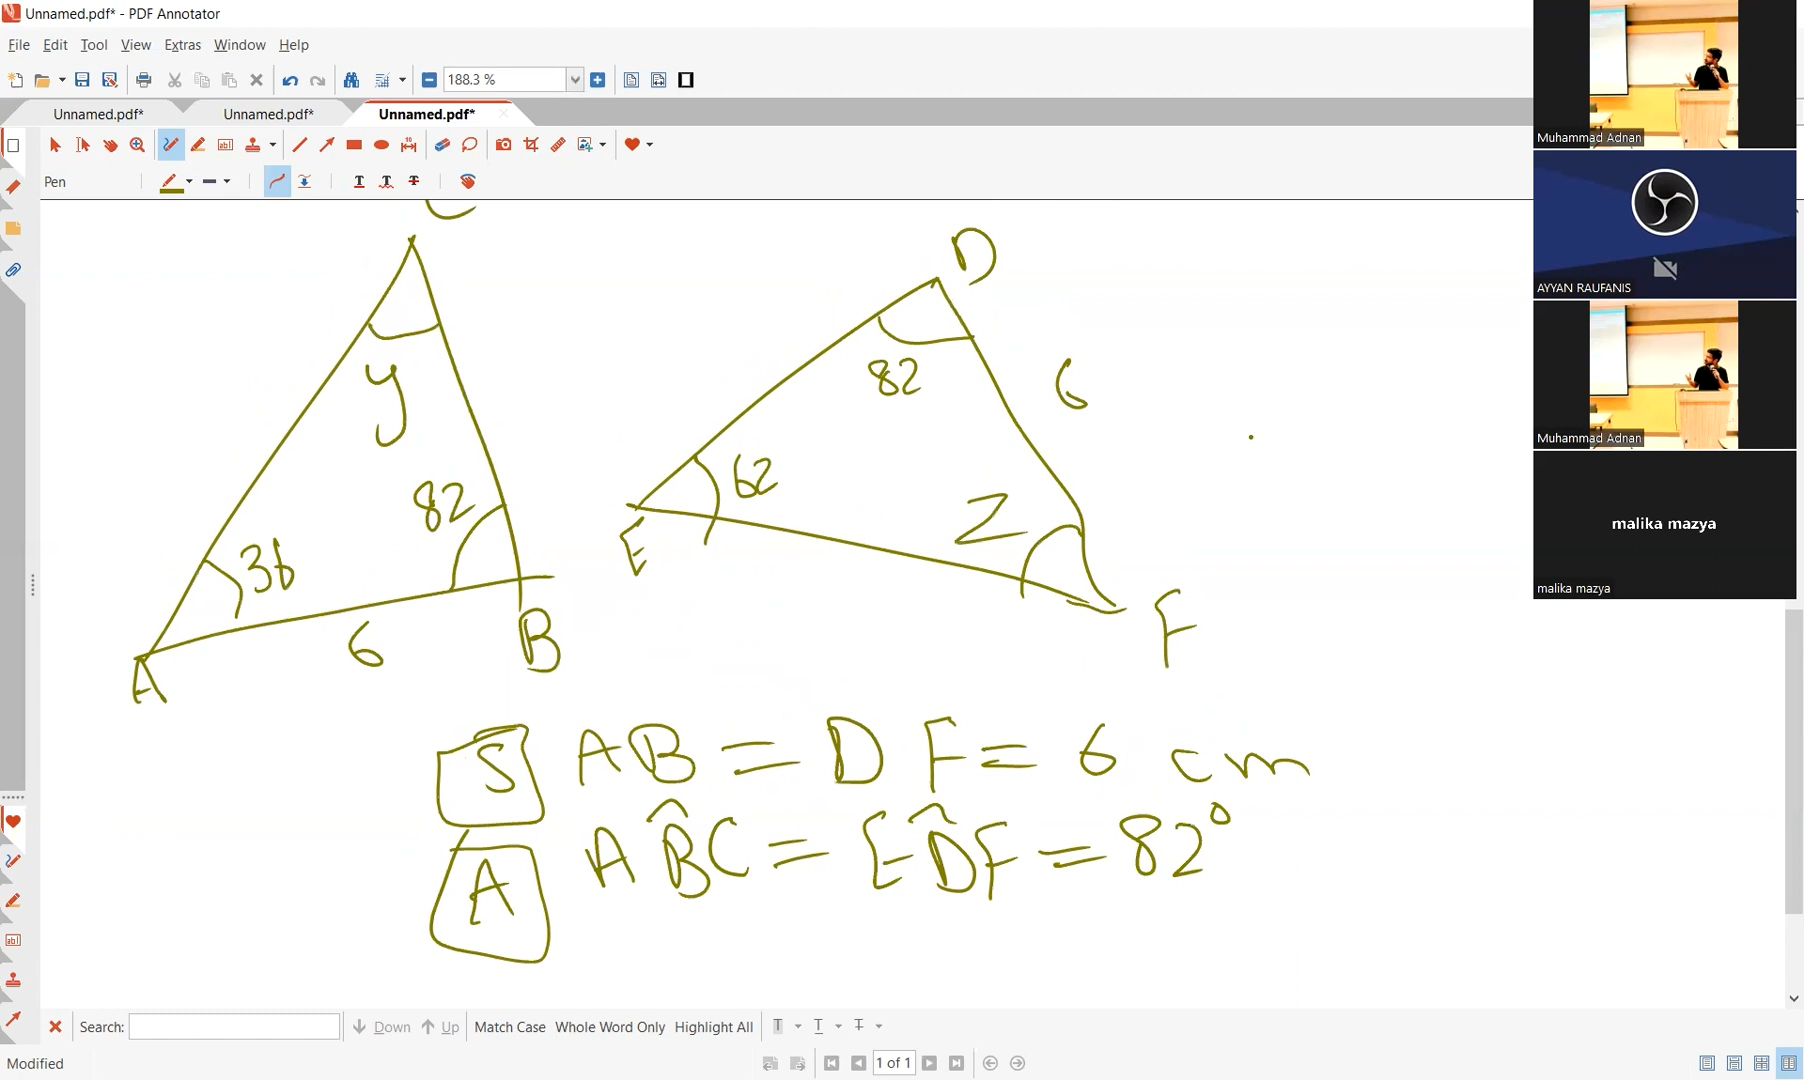 Unnamed.pdf* - PDF Annotator
File Edit Tool View Extras Window Help
188.3 %
Unnamed.pdf* Unnamed.pdf* Unnamed.pdf*
Pen
C
y
36
82
A
6
B
D
82
6
62
E
Z
F
S AB = DF = 6 cm
A AB̂C = ED̂F = 82°
Muhammad Adnan
AYYAN RAUFANIS
Muhammad Adnan
malika mazya
malika mazya
Search: Down Up Match Case Whole Word Only Highlight All T T T
1 of 1
Modified